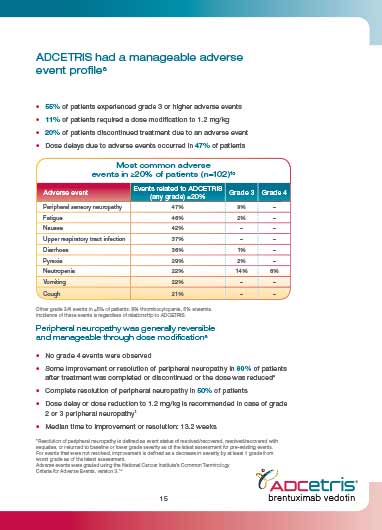 ADCETRIS had a manageable adverse
event profile⁶
• 55% of patients experienced grade 3 or higher adverse events
• 11% of patients required a dose modification to 1.2 mg/kg
• 20% of patients discontinued treatment due to an adverse event
• Dose delays due to adverse events occurred in 47% of patients
Most common adverse
events in ≥20% of patients (n=102)
Adverse event Events related to ADCETRIS (any grade) ≥20% Grade 3 Grade 4
Peripheral sensory neuropathy 47% 9% –
Fatigue 46% 2% –
Nausea 42% – –
Upper respiratory tract infection 37% – –
Diarrhoea 36% 1% –
Pyrexia 29% 2% –
Neutropenia 22% 14% 6%
Vomiting 22% – –
Cough 21% – –
Other grade 3/4 events in ≥5% of patients: 8% thrombocytopenia, 6% anaemia.
Incidence of these events is regardless of relationship to ADCETRIS.
Peripheral neuropathy was generally reversible
and manageable through dose modification⁶
• No grade 4 events were observed
• Some improvement or resolution of peripheral neuropathy in 80% of patients
after treatment was completed or discontinued or the dose was reduced*
• Complete resolution of peripheral neuropathy in 50% of patients
• Dose delay or dose reduction to 1.2 mg/kg is recommended in case of grade
2 or 3 peripheral neuropathy¹
• Median time to improvement or resolution: 13.2 weeks
*Resolution of peripheral neuropathy is defined as event status of resolved/recovered, resolved/recovered with
sequelae, or returned to baseline or lower grade severity as of the latest assessment for pre-existing events.
For events that were not resolved, improvement is defined as a decrease in severity by at least 1 grade from
worst grade as of the latest assessment.
Adverse events were graded using the National Cancer Institute's Common Terminology
Criteria for Adverse Events, version 3.
15
ADCetris®
brentuximab vedotin